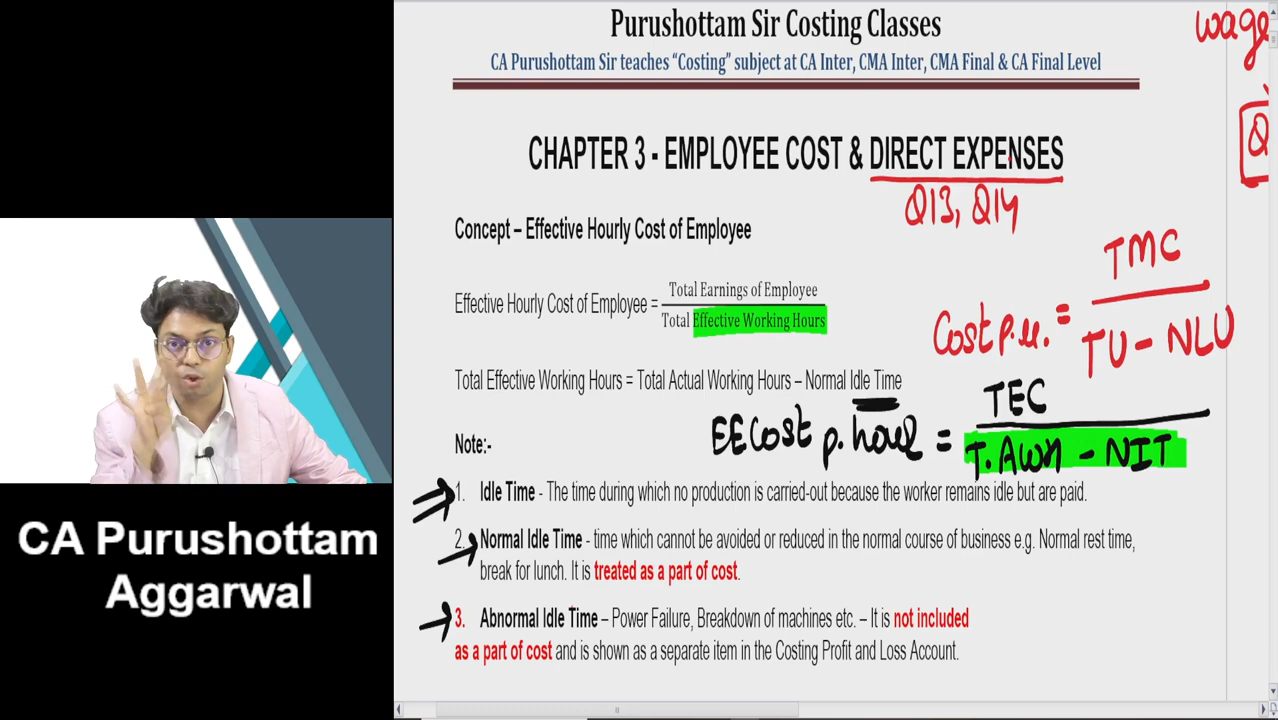 Purushottam Sir Costing Classes
CA Purushottam Sir teaches “Costing” subject at CA Inter, CMA Inter, CMA Final & CA Final Level
wage
Q
CHAPTER 3 - EMPLOYEE COST & DIRECT EXPENSES
Q13, Q14
Concept – Effective Hourly Cost of Employee
Effective Hourly Cost of Employee = Total Earnings of Employee
Total Effective Working Hours
Cost p.u. = TMC
TU - NLU
Total Effective Working Hours = Total Actual Working Hours – Normal Idle Time
EE Cost p. hour = TEC
T. AWH - NIT
Note:-
1. Idle Time - The time during which no production is carried-out because the worker remains idle but are paid.
2. Normal Idle Time - time which cannot be avoided or reduced in the normal course of business e.g. Normal rest time,
break for lunch. It is treated as a part of cost.
3. Abnormal Idle Time – Power Failure, Breakdown of machines etc. – It is not included
as a part of cost and is shown as a separate item in the Costing Profit and Loss Account.
CA Purushottam
Aggarwal